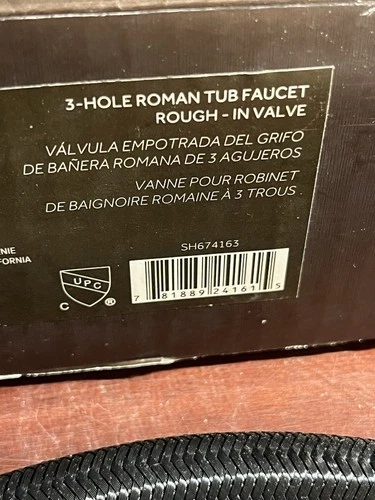 3-HOLE ROMAN TUB FAUCET
ROUGH - IN VALVE
VÁLVULA EMPOTRADA DEL GRIFO
DE BAÑERA ROMANA DE 3 AGUJEROS
VANNE POUR ROBINET
DE BAIGNOIRE ROMAINE À 3 TROUS
NIE
FORNIA
SH674163
UPC
C ®
7 81889 24161 5